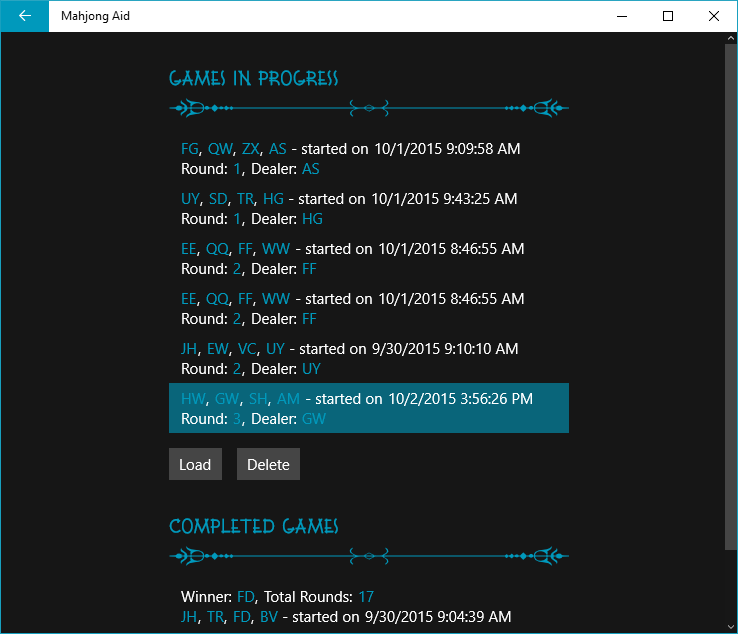 Mahjong Aid
GAMES IN PROGRESS
FG, QW, ZX, AS - started on 10/1/2015 9:09:58 AM
Round: 1, Dealer: AS
UY, SD, TR, HG - started on 10/1/2015 9:43:25 AM
Round: 1, Dealer: HG
EE, QQ, FF, WW - started on 10/1/2015 8:46:55 AM
Round: 2, Dealer: FF
EE, QQ, FF, WW - started on 10/1/2015 8:46:55 AM
Round: 2, Dealer: FF
JH, EW, VC, UY - started on 9/30/2015 9:10:10 AM
Round: 2, Dealer: UY
HW, GW, SH, AM - started on 10/2/2015 3:56:26 PM
Round: 3, Dealer: GW
Load Delete
COMPLETED GAMES
Winner: FD, Total Rounds: 17
JH, TR, FD, BV - started on 9/30/2015 9:04:39 AM